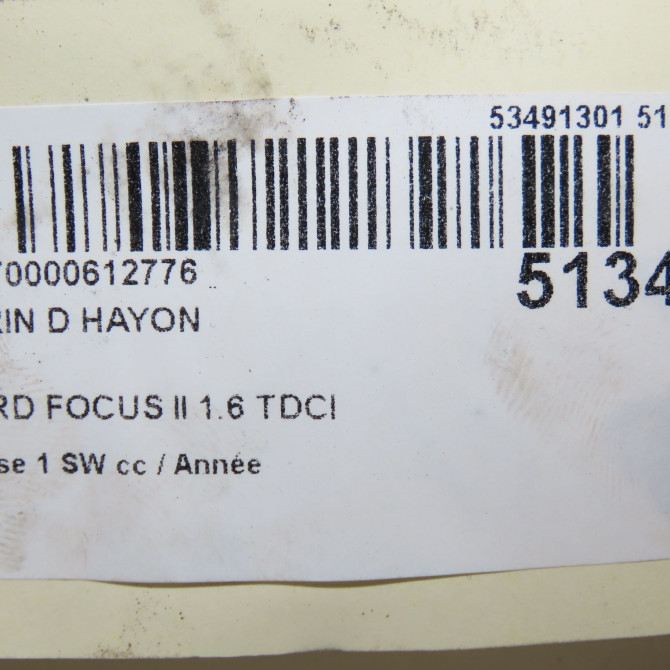 53491301 51
70000612776
5134
RIN D HAYON
RD FOCUS II 1.6 TDCI
se 1 SW cc / Année